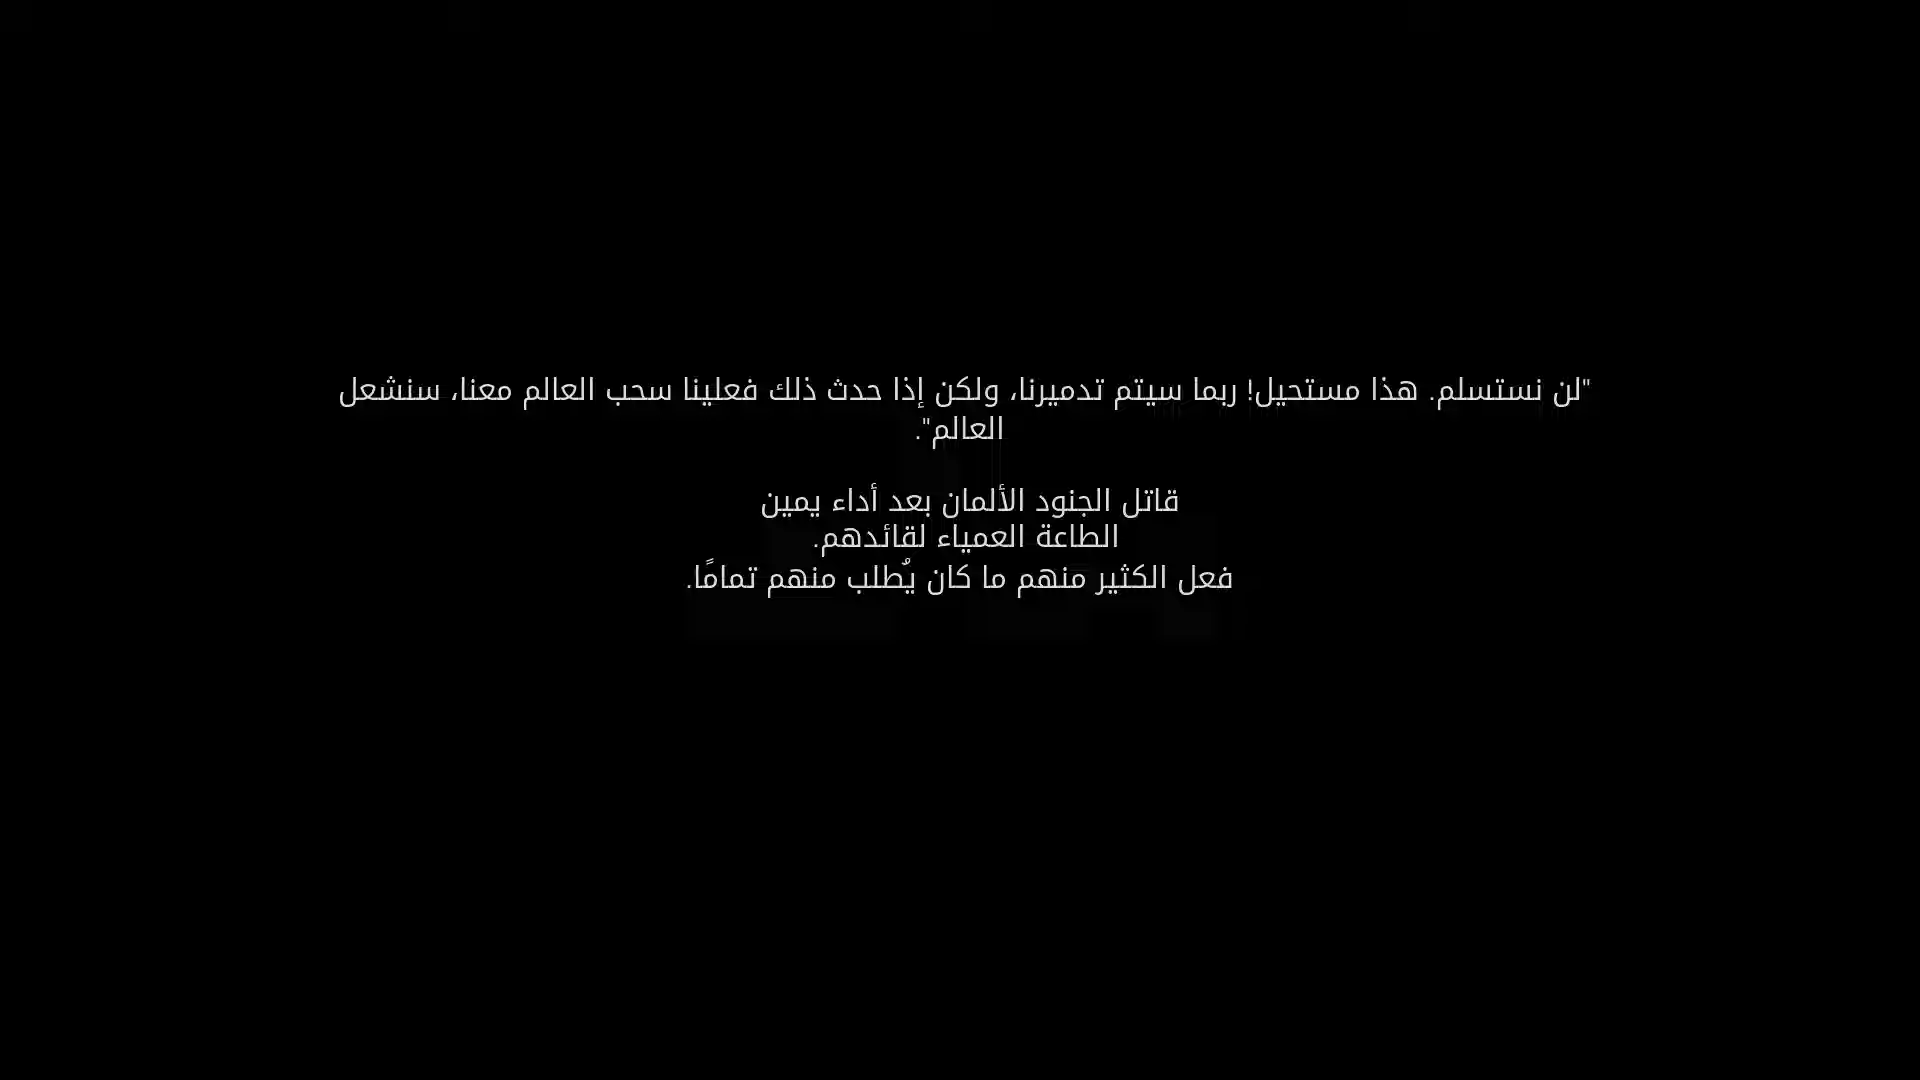 "لن نستسلم. هذا مستحيل! ربما سيتم تدميرنا، ولكن إذا حدث ذلك فعلينا سحب العالم معنا، سنشعل
العالم".
قاتل الجنود الألمان بعد أداء يمين
الطاعة العمياء لقائدهم.
فعل الكثير منهم ما كان يُطلب منهم تمامًا.